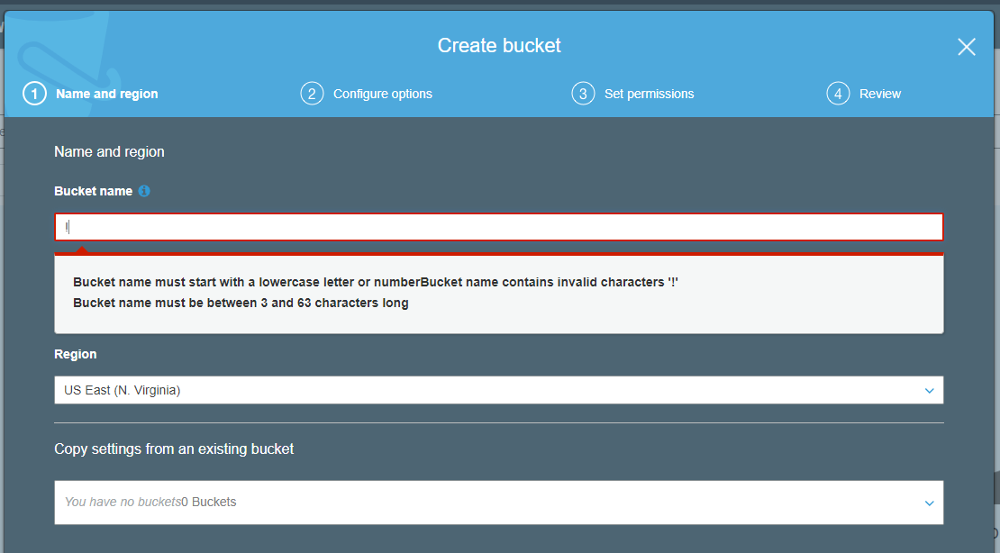 Create bucket
1 Name and region
2 Configure options
3 Set permissions
4 Review
Name and region
Bucket name
!
Bucket name must start with a lowercase letter or numberBucket name contains invalid characters '!'
Bucket name must be between 3 and 63 characters long
Region
US East (N. Virginia)
Copy settings from an existing bucket
You have no buckets0 Buckets